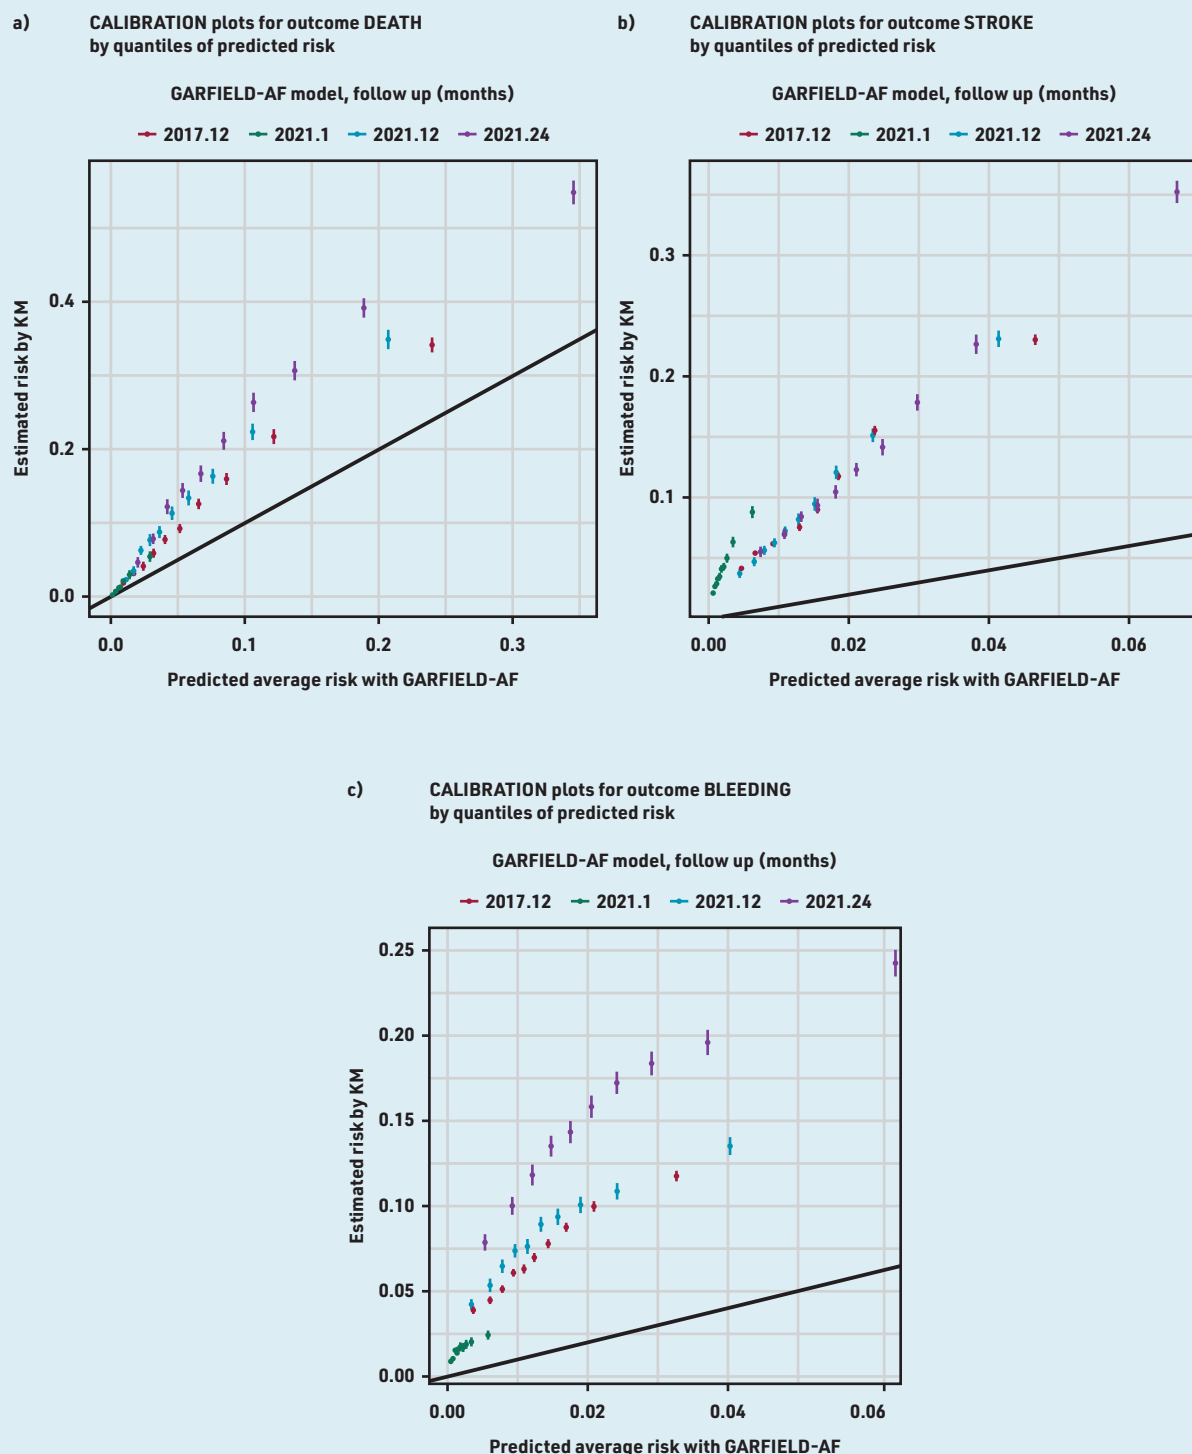 a) CALIBRATION plots for outcome DEATH
by quantiles of predicted risk
GARFIELD-AF model, follow up (months)
2017.12 2021.1 2021.12 2021.24
Estimated risk by KM
0.4
0.2
0.0
0.0 0.1 0.2 0.3
Predicted average risk with GARFIELD-AF
b) CALIBRATION plots for outcome STROKE
by quantiles of predicted risk
GARFIELD-AF model, follow up (months)
2017.12 2021.1 2021.12 2021.24
Estimated risk by KM
0.3
0.2
0.1
0.00 0.02 0.04 0.06
Predicted average risk with GARFIELD-AF
c) CALIBRATION plots for outcome BLEEDING
by quantiles of predicted risk
GARFIELD-AF model, follow up (months)
2017.12 2021.1 2021.12 2021.24
Estimated risk by KM
0.25
0.20
0.15
0.10
0.05
0.00
0.00 0.02 0.04 0.06
Predicted average risk with GARFIELD-AF